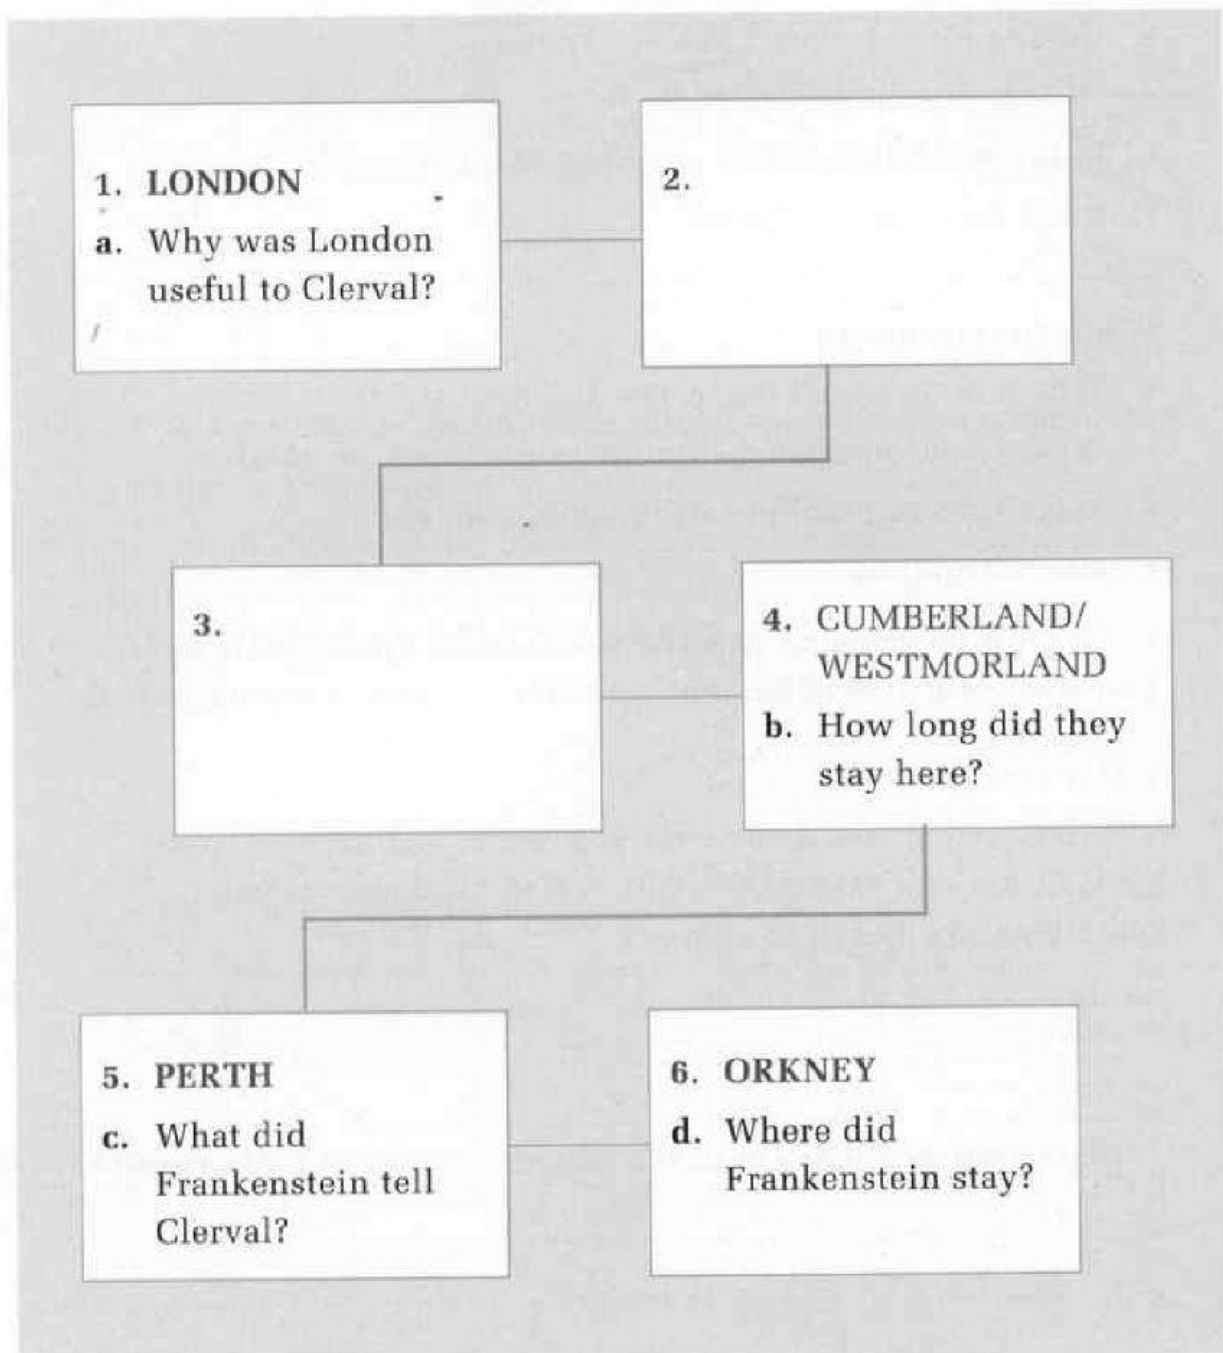 1. LONDON
a. Why was London
useful to Clerval?
2.
3.
4. CUMBERLAND/
WESTMORLAND
b. How long did they
stay here?
5. PERTH
c. What did
Frankenstein tell
Clerval?
6. ORKNEY
d. Where did
Frankenstein stay?